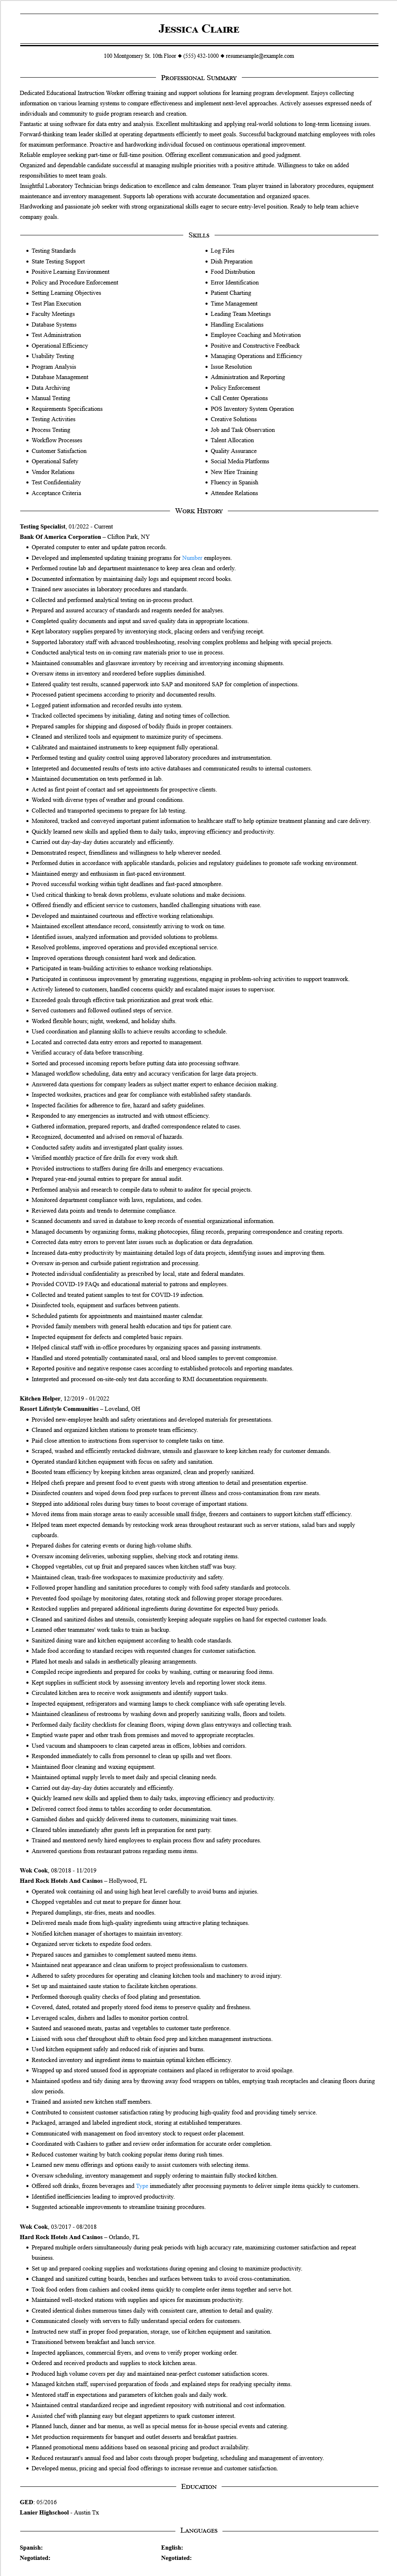 Jessica Claire
100 Montgomery St. 10th Floor ● (555) 432-1000 ● resumesample@example.com
Professional Summary
Dedicated Educational Instruction Worker offering training and support solutions for learning program development. Enjoys collecting
information on various learning systems to compare effectiveness and implement next-level approaches. Actively assesses expressed needs of
individuals and community to guide program research and creation.
Fantastic at using software for data entry and analysis. Excellent multitasking and applying real-world solutions to long-term licensing issues.
Forward-thinking team leader skilled at operating departments efficiently to meet goals. Successful background matching employees with roles
for maximum performance. Proactive and hardworking individual focused on continuous operational improvement.
Reliable employee seeking part-time or full-time position. Offering excellent communication and good judgment.
Organized and dependable candidate successful at managing multiple priorities with a positive attitude. Willingness to take on added
responsibilities to meet team goals.
Insightful Laboratory Technician brings dedication to excellence and calm demeanor. Team player trained in laboratory procedures, equipment
maintenance and inventory management. Supports lab operations with accurate documentation and organized spaces.
Hardworking and passionate job seeker with strong organizational skills eager to secure entry-level position. Ready to help team achieve
company goals.
Skills
Testing Standards
State Testing Support
Positive Learning Environment
Policy and Procedure Enforcement
Setting Learning Objectives
Test Plan Execution
Faculty Meetings
Database Systems
Test Administration
Operational Efficiency
Usability Testing
Program Analysis
Database Management
Data Archiving
Manual Testing
Requirements Specifications
Testing Activities
Process Testing
Workflow Processes
Customer Satisfaction
Operational Safety
Vendor Relations
Test Confidentiality
Acceptance Criteria
Log Files
Dish Preparation
Food Distribution
Error Identification
Patient Charting
Time Management
Leading Team Meetings
Handling Escalations
Employee Coaching and Motivation
Positive and Constructive Feedback
Managing Operations and Efficiency
Issue Resolution
Administration and Reporting
Policy Enforcement
Call Center Operations
POS Inventory System Operation
Creative Solutions
Job and Task Observation
Talent Allocation
Quality Assurance
Social Media Platforms
New Hire Training
Fluency in Spanish
Attendee Relations
Work History
Testing Specialist, 01/2022 - Current
Bank Of America Corporation – Clifton Park, NY
Operated computer to enter and update patron records.
Developed and implemented updating training programs for Number employees.
Performed routine lab and department maintenance to keep area clean and orderly.
Documented information by maintaining daily logs and equipment record books.
Trained new associates in laboratory procedures and standards.
Collected and performed analytical testing on in-process product.
Prepared and assured accuracy of standards and reagents needed for analyses.
Completed quality documents and input and saved quality data in appropriate locations.
Kept laboratory supplies prepared by inventorying stock, placing orders and verifying receipt.
Supported laboratory staff with advanced troubleshooting, resolving complex problems and helping with special projects.
Conducted analytical tests on in-coming raw materials prior to use in process.
Maintained consumables and glassware inventory by receiving and inventorying incoming shipments.
Oversaw items in inventory and reordered before supplies diminished.
Entered quality test results, scanned paperwork into SAP and monitored SAP for completion of inspections.
Processed patient specimens according to priority and documented results.
Logged patient information and recorded results into system.
Tracked collected specimens by initialing, dating and noting times of collection.
Prepared samples for shipping and disposed of bodily fluids in proper containers.
Cleaned and sterilized tools and equipment to maximize purity of specimens.
Calibrated and maintained instruments to keep equipment fully operational.
Performed testing and quality control using approved laboratory procedures and instrumentation.
Interpreted and documented results of tests into active databases and communicated results to internal customers.
Maintained documentation on tests performed in lab.
Acted as first point of contact and set appointments for prospective clients.
Worked with diverse types of weather and ground conditions.
Collected and transported specimens to prepare for lab testing.
Monitored, tracked and conveyed important patient information to healthcare staff to help optimize treatment planning and care delivery.
Quickly learned new skills and applied them to daily tasks, improving efficiency and productivity.
Carried out day-day-day duties accurately and efficiently.
Demonstrated respect, friendliness and willingness to help wherever needed.
Performed duties in accordance with applicable standards, policies and regulatory guidelines to promote safe working environment.
Maintained energy and enthusiasm in fast-paced environment.
Proved successful working within tight deadlines and fast-paced atmosphere.
Used critical thinking to break down problems, evaluate solutions and make decisions.
Offered friendly and efficient service to customers, handled challenging situations with ease.
Developed and maintained courteous and effective working relationships.
Maintained excellent attendance record, consistently arriving to work on time.
Identified issues, analyzed information and provided solutions to problems.
Resolved problems, improved operations and provided exceptional service.
Improved operations through consistent hard work and dedication.
Participated in team-building activities to enhance working relationships.
Participated in continuous improvement by generating suggestions, engaging in problem-solving activities to support teamwork.
Actively listened to customers, handled concerns quickly and escalated major issues to supervisor.
Exceeded goals through effective task prioritization and great work ethic.
Served customers and followed outlined steps of service.
Worked flexible hours; night, weekend, and holiday shifts.
Used coordination and planning skills to achieve results according to schedule.
Located and corrected data entry errors and reported to management.
Verified accuracy of data before transcribing.
Sorted and processed incoming reports before putting data into processing software.
Managed workflow scheduling, data entry and accuracy verification for large data projects.
Answered data questions for company leaders as subject matter expert to enhance decision making.
Inspected worksites, practices and gear for compliance with established safety standards.
Inspected facilities for adherence to fire, hazard and safety guidelines.
Responded to any emergencies as instructed and with utmost efficiency.
Gathered information, prepared reports, and drafted correspondence related to cases.
Recognized, documented and advised on removal of hazards.
Conducted safety audits and investigated plant quality issues.
Verified monthly practice of fire drills for every work shift.
Provided instructions to staffers during fire drills and emergency evacuations.
Prepared year-end journal entries to prepare for annual audit.
Performed analysis and research to compile data to submit to auditor for special projects.
Monitored department compliance with laws, regulations, and codes.
Reviewed data points and trends to determine compliance.
Scanned documents and saved in database to keep records of essential organizational information.
Managed documents by organizing forms, making photocopies, filing records, preparing correspondence and creating reports.
Corrected data entry errors to prevent later issues such as duplication or data degradation.
Increased data-entry productivity by maintaining detailed logs of data projects, identifying issues and improving them.
Oversaw in-person and curbside patient registration and processing.
Protected individual confidentiality as prescribed by local, state and federal mandates.
Provided COVID-19 FAQs and educational material to patrons and employees.
Collected and treated patient samples to test for COVID-19 infection.
Disinfected tools, equipment and surfaces between patients.
Scheduled patients for appointments and maintained master calendar.
Provided family members with general health education and tips for patient care.
Inspected equipment for defects and completed basic repairs.
Helped clinical staff with in-office procedures by organizing spaces and passing instruments.
Handled and stored potentially contaminated nasal, oral and blood samples to prevent compromise.
Reported positive and negative response cases according to established protocols and reporting mandates.
Interpreted and processed on-site-only test data according to RMI documentation requirements.
Kitchen Helper, 12/2019 - 01/2022
Resort Lifestyle Communities – Loveland, OH
Provided new-employee health and safety orientations and developed materials for presentations.
Cleaned and organized kitchen stations to promote team efficiency.
Paid close attention to instructions from supervisor to complete tasks on time.
Scraped, washed and efficiently restacked dishware, utensils and glassware to keep kitchen ready for customer demands.
Operated standard kitchen equipment with focus on safety and sanitation.
Boosted team efficiency by keeping kitchen areas organized, clean and properly sanitized.
Helped chefs prepare and present food to event guests with strong attention to detail and presentation expertise.
Disinfected counters and wiped down food prep surfaces to prevent illness and cross-contamination from raw meats.
Stepped into additional roles during busy times to boost coverage of important stations.
Moved items from main storage areas to easily accessible small fridge, freezers and containers to support kitchen staff efficiency.
Helped team meet expected demands by restocking work areas throughout restaurant such as server stations, salad bars and supply
cupboards.
Prepared dishes for catering events or during high-volume shifts.
Oversaw incoming deliveries, unboxing supplies, shelving stock and rotating items.
Chopped vegetables, cut up fruit and prepared sauces when kitchen staff was busy.
Maintained clean, trash-free workspaces to maximize productivity and safety.
Followed proper handling and sanitation procedures to comply with food safety standards and protocols.
Prevented food spoilage by monitoring dates, rotating stock and following proper storage procedures.
Restocked supplies and prepared additional ingredients during downtime for expected busy periods.
Cleaned and sanitized dishes and utensils, consistently keeping adequate supplies on hand for expected customer loads.
Learned other teammates' work tasks to train as backup.
Sanitized dining ware and kitchen equipment according to health code standards.
Made food according to standard recipes with requested changes for customer satisfaction.
Plated hot meals and salads in aesthetically pleasing arrangements.
Compiled recipe ingredients and prepared for cooks by washing, cutting or measuring food items.
Kept supplies in sufficient stock by assessing inventory levels and reporting lower stock items.
Circulated kitchen area to receive work assignments and identify support tasks.
Inspected equipment, refrigerators and warming lamps to check compliance with safe operating levels.
Maintained cleanliness of restrooms by washing down and properly sanitizing walls, floors and toilets.
Performed daily facility checklists for cleaning floors, wiping down glass entryways and collecting trash.
Emptied waste paper and other trash from premises and moved to appropriate receptacles.
Used vacuum and shampooers to clean carpeted areas in offices, lobbies and corridors.
Responded immediately to calls from personnel to clean up spills and wet floors.
Maintained floor cleaning and waxing equipment.
Maintained optimal supply levels to meet daily and special cleaning needs.
Carried out day-day-day duties accurately and efficiently.
Quickly learned new skills and applied them to daily tasks, improving efficiency and productivity.
Delivered correct food items to tables according to order documentation.
Garnished dishes and quickly delivered items to customers, minimizing wait times.
Cleared tables immediately after guests left in preparation for next party.
Trained and mentored newly hired employees to explain process flow and safety procedures.
Answered questions from restaurant patrons regarding menu items.
Wok Cook, 08/2018 - 11/2019
Hard Rock Hotels And Casinos – Hollywood, FL
Operated wok containing oil and using high heat level carefully to avoid burns and injuries.
Chopped vegetables and cut meat to prepare for dinner hour.
Prepared dumplings, stir-fries, meats and noodles.
Delivered meals made from high-quality ingredients using attractive plating techniques.
Notified kitchen manager of shortages to maintain inventory.
Organized server tickets to expedite food orders.
Prepared sauces and garnishes to complement sauteed menu items.
Maintained neat appearance and clean uniform to project professionalism to customers.
Adhered to safety procedures for operating and cleaning kitchen tools and machinery to avoid injury.
Set up and maintained saute station to facilitate kitchen operations.
Performed thorough quality checks of food plating and presentation.
Covered, dated, rotated and properly stored food items to preserve quality and freshness.
Leveraged scales, dishers and ladles to monitor portion control.
Sauteed and seasoned meats, pastas and vegetables to customer taste preference.
Liaised with sous chef throughout shift to obtain food prep and kitchen management instructions.
Used kitchen equipment safely and reduced risk of injuries and burns.
Restocked inventory and ingredient items to maintain optimal kitchen efficiency.
Wrapped up and stored unused food in appropriate containers and placed in refrigerator to avoid spoilage.
Maintained spotless and tidy dining area by throwing away food wrappers on tables, emptying trash receptacles and cleaning floors during
slow periods.
Trained and assisted new kitchen staff members.
Contributed to consistent customer satisfaction rating by producing high-quality food and providing timely service.
Packaged, arranged and labeled ingredient stock, storing at established temperatures.
Communicated with management on food inventory stock to request order placement.
Coordinated with Cashiers to gather and review order information for accurate order completion.
Reduced customer waiting by batch cooking popular items during rush times.
Learned new menu offerings and options easily to assist customers with selecting items.
Oversaw scheduling, inventory management and supply ordering to maintain fully stocked kitchen.
Offered soft drinks, frozen beverages and Type immediately after processing payments to deliver simple items quickly to customers.
Identified inefficiencies leading to improved productivity.
Suggested actionable improvements to streamline training procedures.
Wok Cook, 03/2017 - 08/2018
Hard Rock Hotels And Casinos – Orlando, FL
Prepared multiple orders simultaneously during peak periods with high accuracy rate, maximizing customer satisfaction and repeat
business.
Set up and prepared cooking supplies and workstations during opening and closing to maximize productivity.
Changed and sanitized cutting boards, benches and surfaces between tasks to avoid cross-contamination.
Took food orders from cashiers and cooked items quickly to complete order items together and serve hot.
Maintained well-stocked stations with supplies and spices for maximum productivity.
Created identical dishes numerous times daily with consistent care, attention to detail and quality.
Communicated closely with servers to fully understand special orders for customers.
Instructed new staff in proper food preparation, storage, use of kitchen equipment and sanitation.
Transitioned between breakfast and lunch service.
Inspected appliances, commercial fryers, and ovens to verify proper working order.
Ordered and received products and supplies to stock kitchen areas.
Produced high volume covers per day and maintained near-perfect customer satisfaction scores.
Managed kitchen staff, supervised preparation of foods ,and explained steps for readying specialty items.
Mentored staff in expectations and parameters of kitchen goals and daily work.
Maintained central standardized recipe and ingredient repository with nutritional and cost information.
Assisted chef with planning easy but elegant appetizers to spark customer interest.
Planned lunch, dinner and bar menus, as well as special menus for in-house special events and catering.
Met production requirements for banquet and outlet desserts and breakfast pastries.
Planned promotional menu additions based on seasonal pricing and product availability.
Reduced restaurant's annual food and labor costs through proper budgeting, scheduling and management of inventory.
Developed menus, pricing and special food offerings to increase revenue and customer satisfaction.
Education
GED: 05/2016
Lanier Highschool - Austin Tx
Languages
Spanish:
Negotiated:
English:
Negotiated: